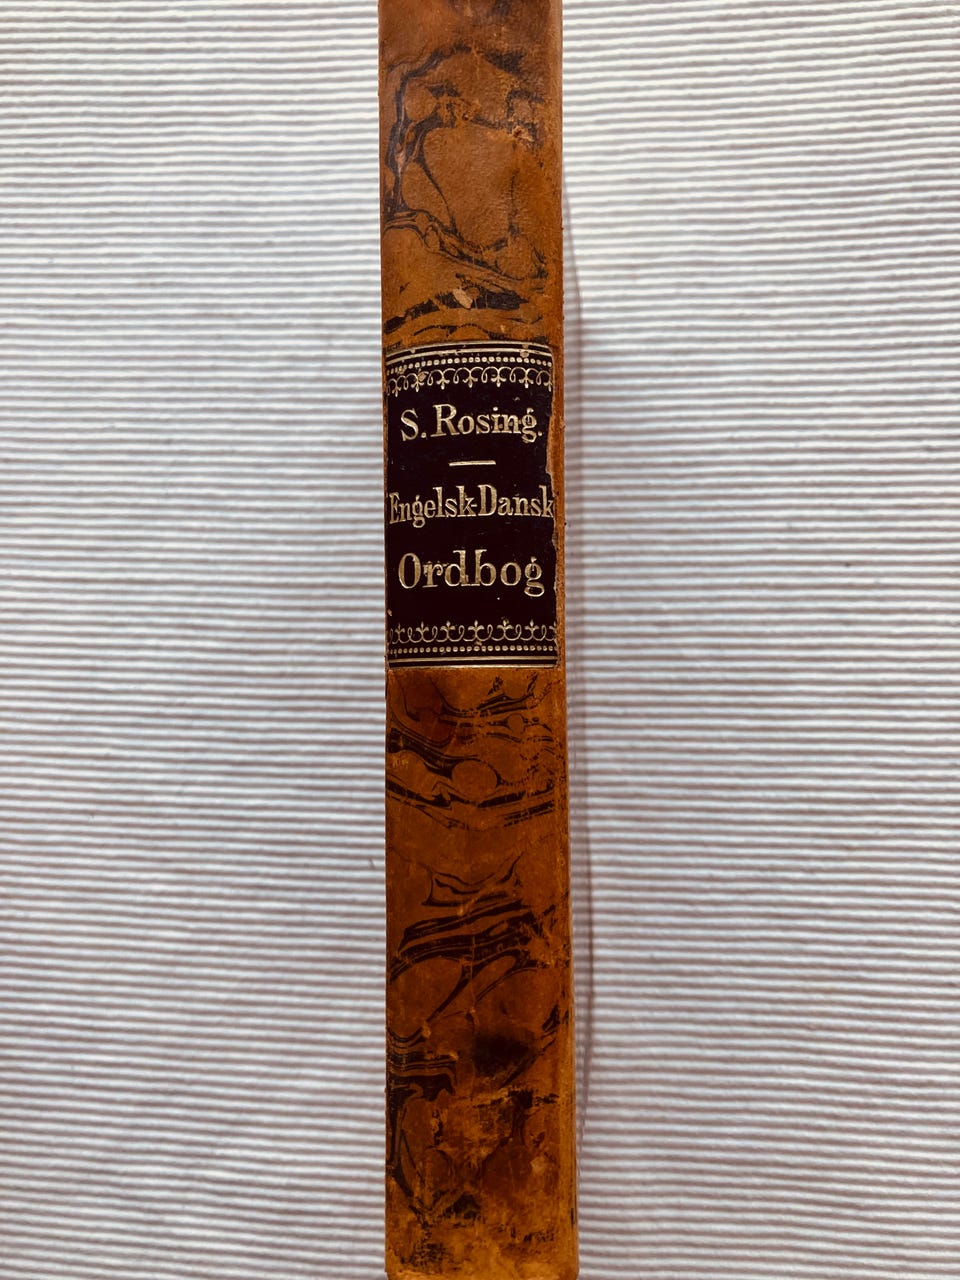 S. Rosing.
Engelsk-Dansk
Ordbog